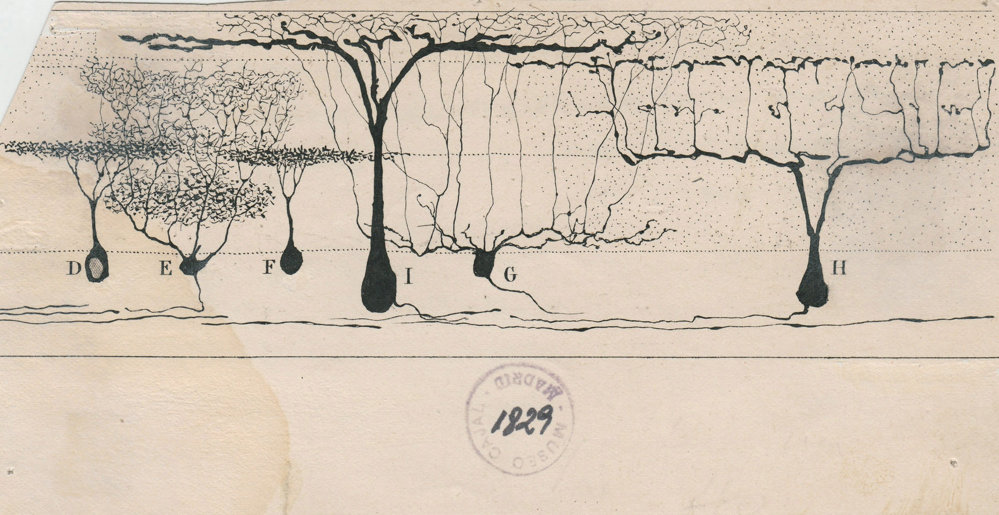 D E F I G H
MUSEO CAJAL · MADRID ·
1829